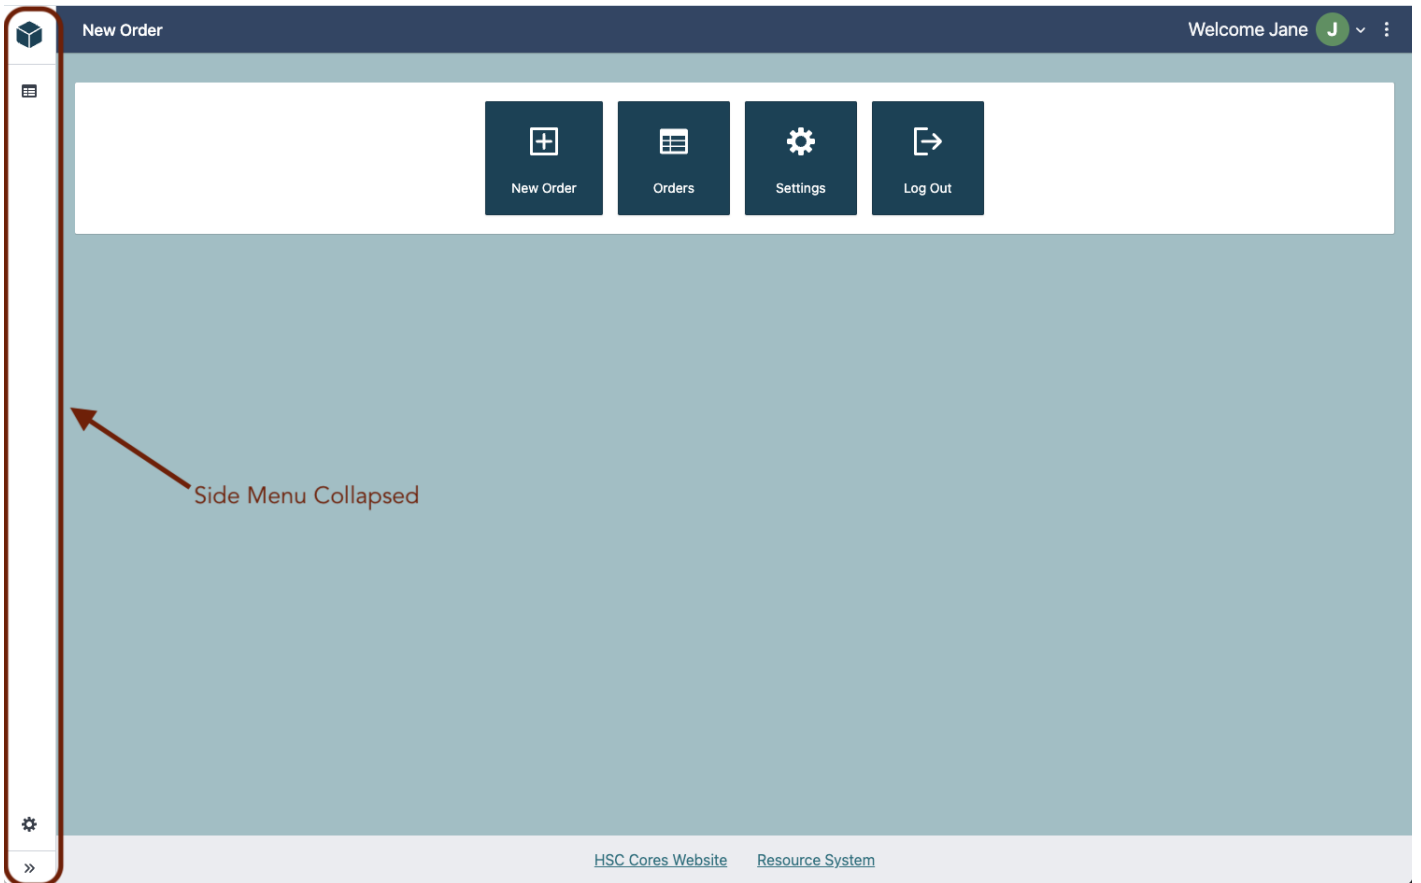 New Order
Welcome Jane J
New Order
Orders
Settings
Log Out
Side Menu Collapsed
HSC Cores Website
Resource System